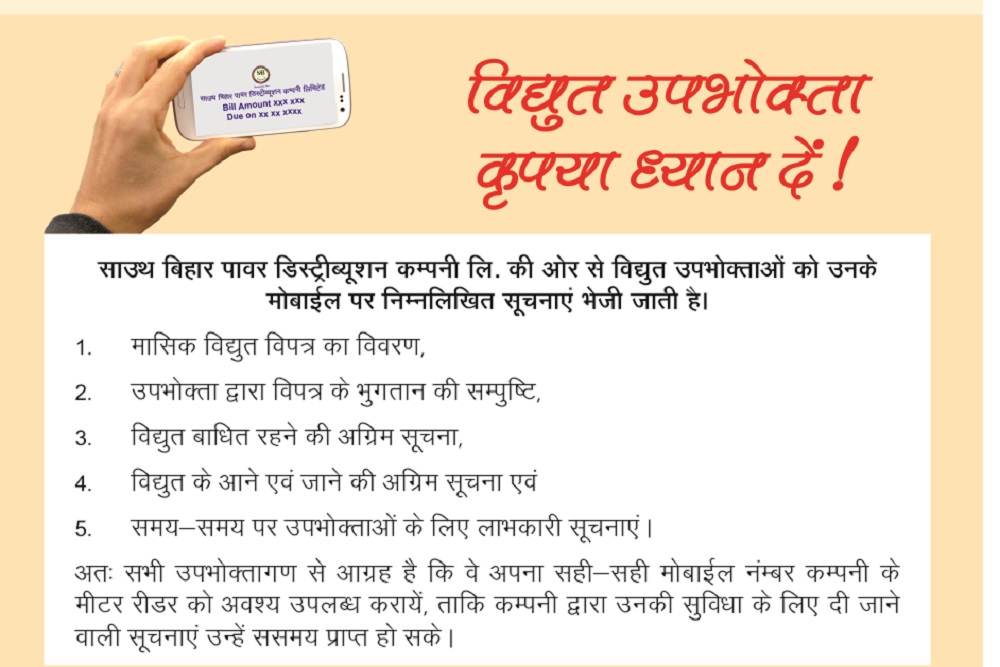 SB
साउथ बिहार पावर डिस्ट्रीब्यूशन कम्पनी लिमिटेड
Bill Amount xxx xxx
Due on xx xx xxxx
विद्युत उपभोक्ता
कृपया ध्यान दें !
साउथ बिहार पावर डिस्ट्रीब्यूशन कम्पनी लि. की ओर से विद्युत उपभोक्ताओं को उनके
मोबाईल पर निम्नलिखित सूचनाएं भेजी जाती है।
1. मासिक विद्युत विपत्र का विवरण,
2. उपभोक्ता द्वारा विपत्र के भुगतान की सम्पुष्टि,
3. विद्युत बाधित रहने की अग्रिम सूचना,
4. विद्युत के आने एवं जाने की अग्रिम सूचना एवं
5. समय–समय पर उपभोक्ताओं के लिए लाभकारी सूचनाएं।
अतः सभी उपभोक्तागण से आग्रह है कि वे अपना सही–सही मोबाईल नंम्बर कम्पनी के
मीटर रीडर को अवश्य उपलब्ध करायें, ताकि कम्पनी द्वारा उनकी सुविधा के लिए दी जाने
वाली सूचनाएं उन्हें ससमय प्राप्त हो सके।